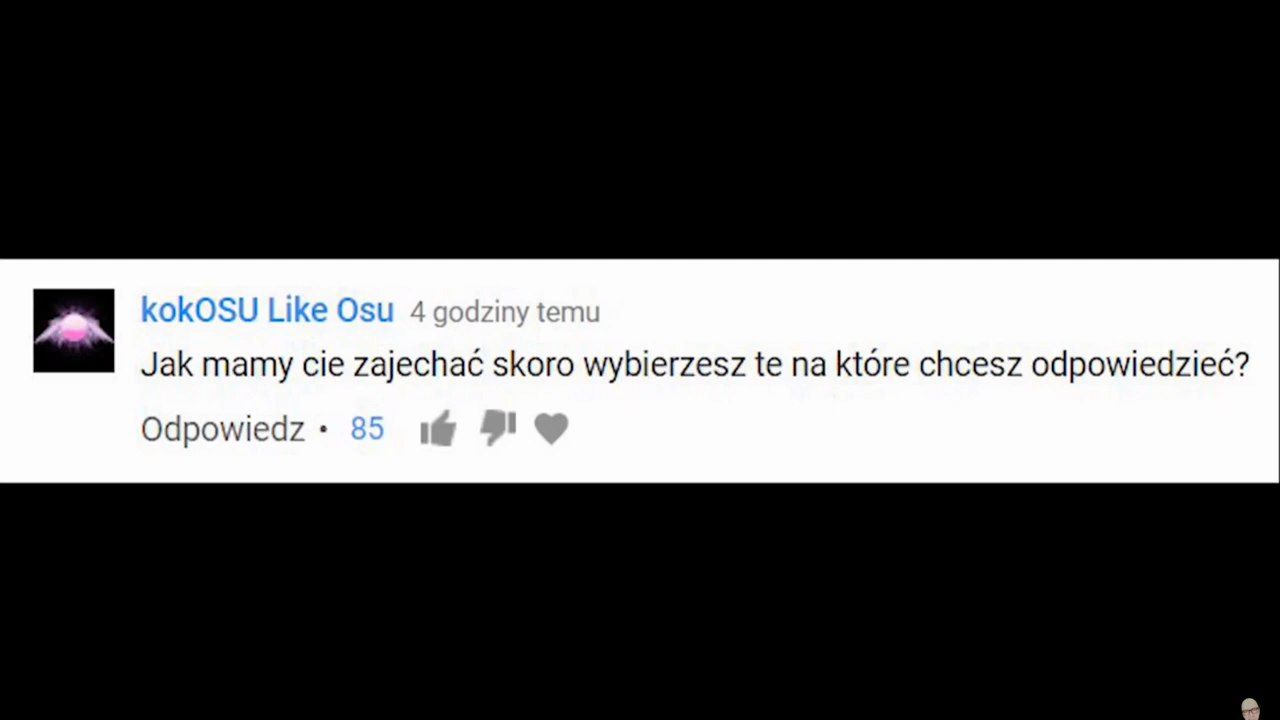 kokOSU Like Osu 4 godziny temu
Jak mamy cie zajechać skoro wybierzesz te na które chcesz odpowiedzieć?
Odpowiedz • 85